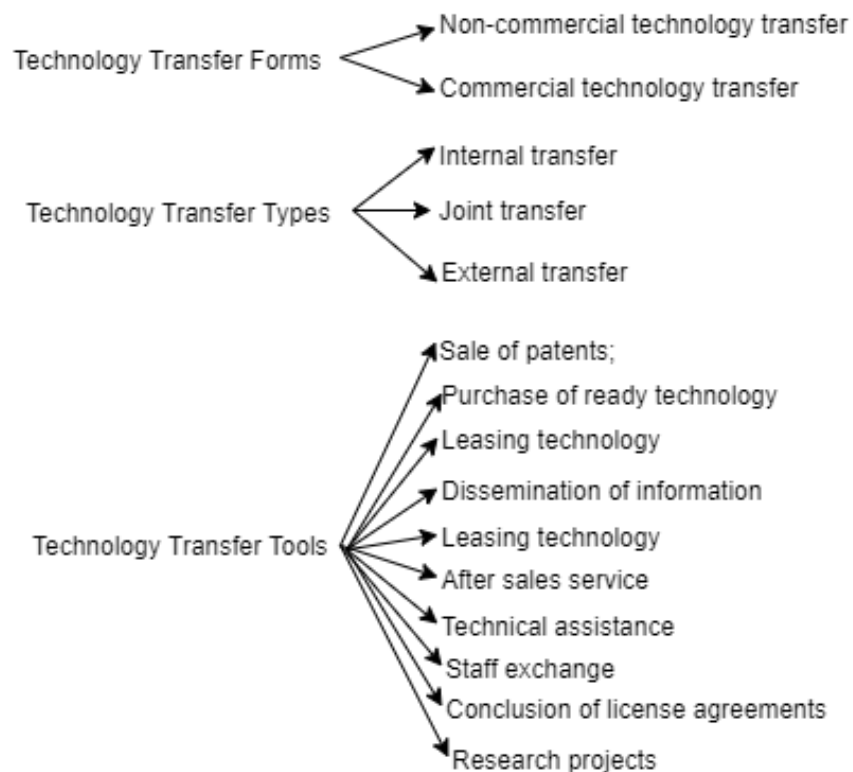 Technology Transfer Forms
Non-commercial technology transfer
Commercial technology transfer
Technology Transfer Types
Internal transfer
Joint transfer
External transfer
Technology Transfer Tools
Sale of patents;
Purchase of ready technology
Leasing technology
Dissemination of information
Leasing technology
After sales service
Technical assistance
Staff exchange
Conclusion of license agreements
Research projects